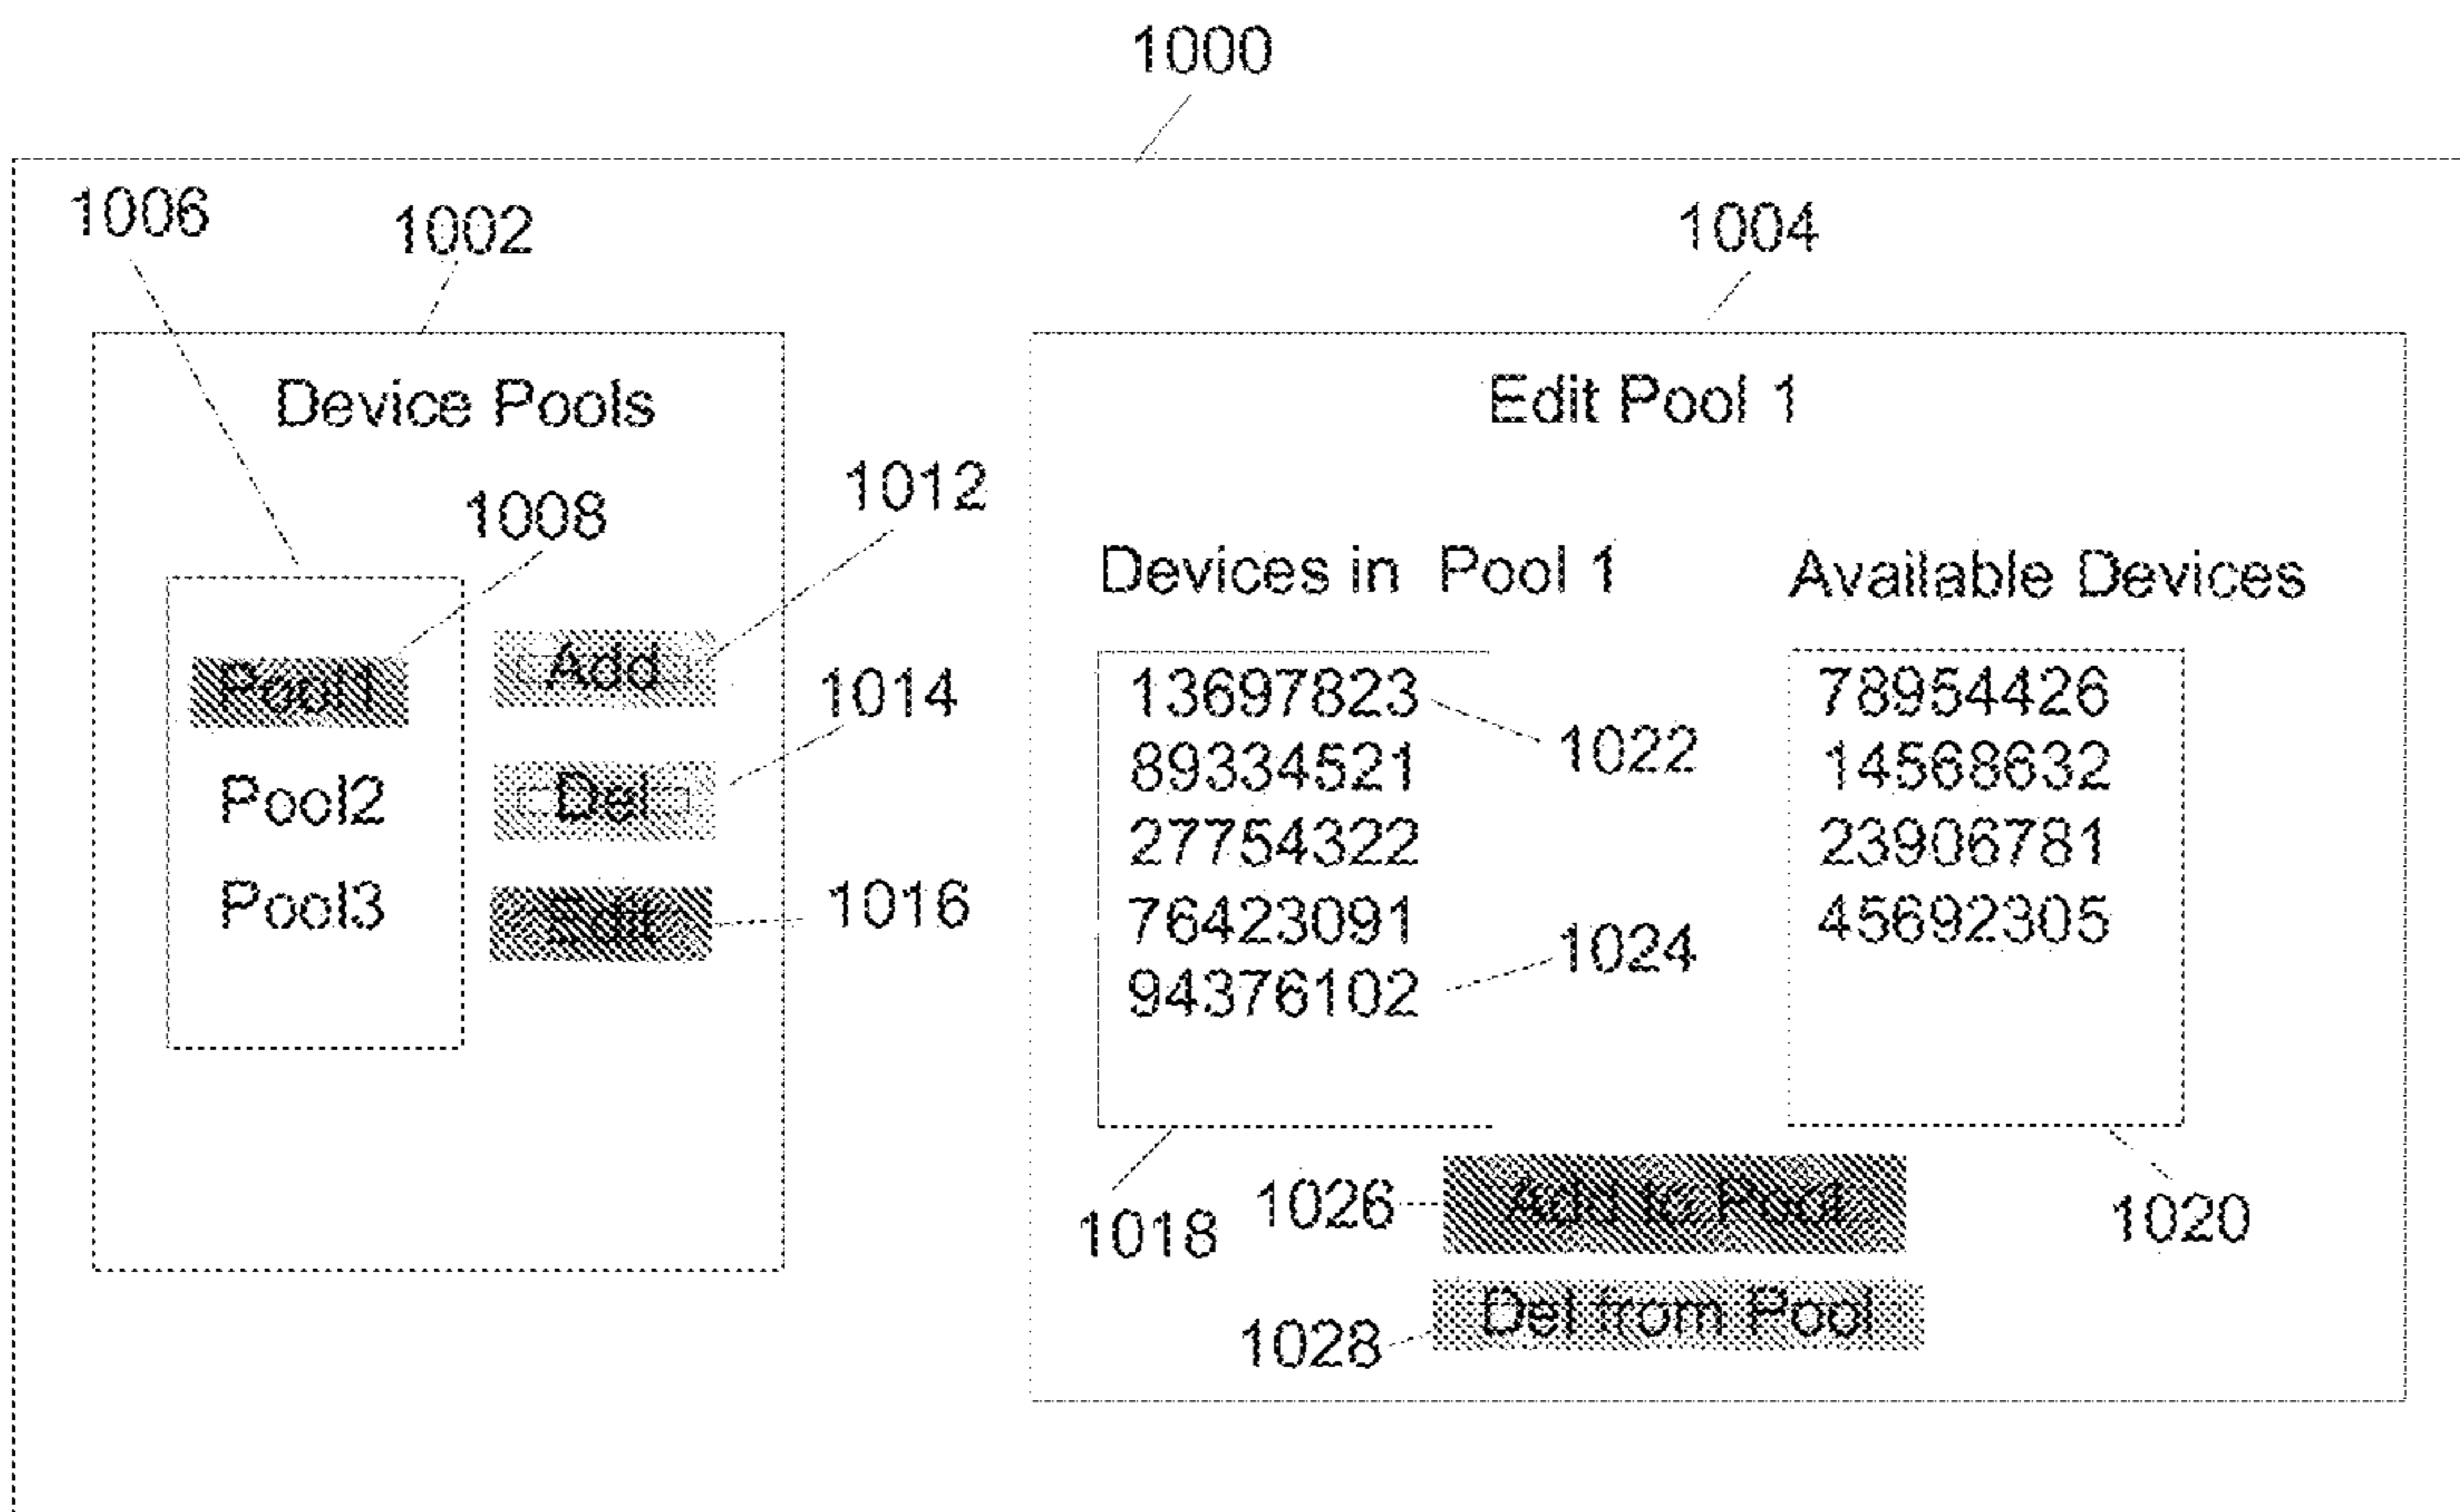 1000
1006
1002
1004
Device Pools
Edit Pool 1
1008
1012
Devices in Pool 1
Available Devices
Pool1
Add
1014
Pool2
Del
Pool3
Edit
1016
13697823
1022
89334521
27754322
76423091
1024
94376102
78954426
14568632
23906781
45692305
1018
1026
Add to Pool
1020
1028
Del from Pool